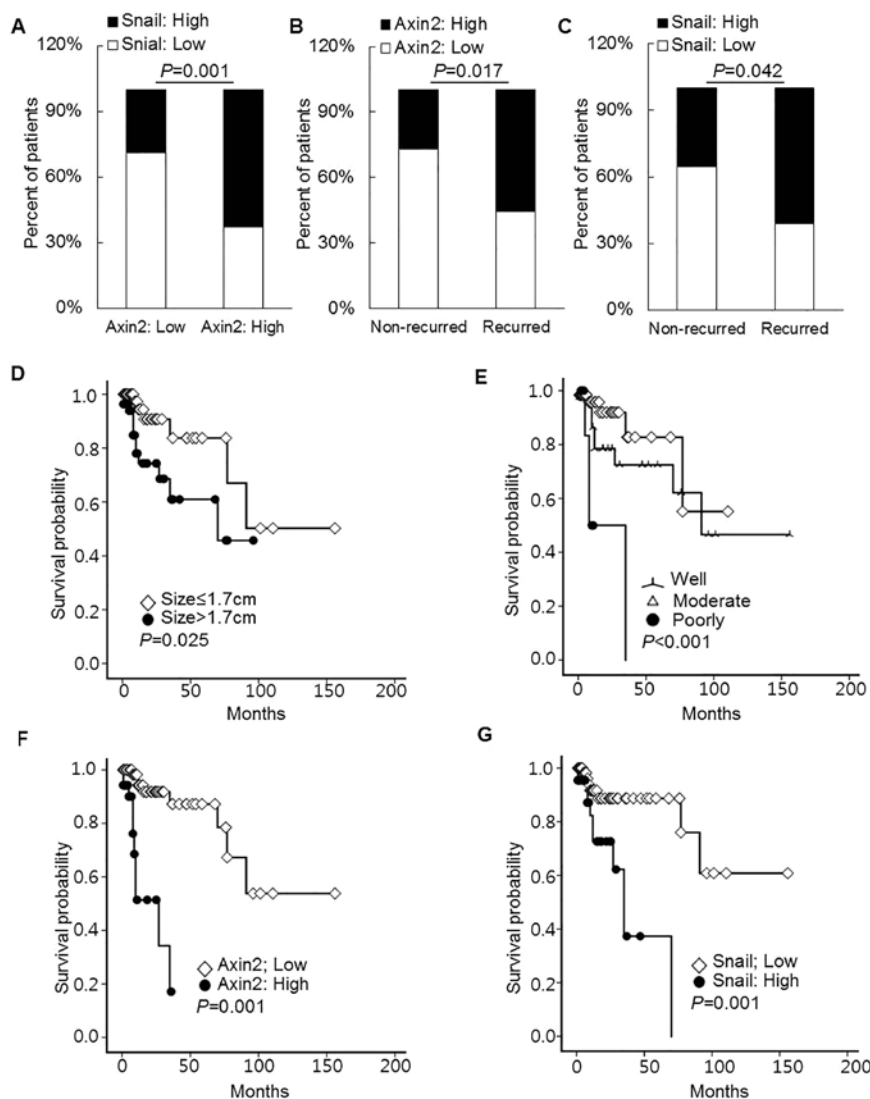 A
Snail: High
Snial: Low
120%
P=0.001
90%
60%
30%
0%
Percent of patients
Axin2: Low Axin2: High
B
Axin2: High
Axin2: Low
120%
P=0.017
90%
60%
30%
0%
Percent of patients
Non-recurred Recurred
C
Snail: High
Snail: Low
120%
P=0.042
90%
60%
30%
0%
Percent of patients
Non-recurred Recurred
D
1.0
0.8
0.6
0.4
0.2
0.0
Survival probability
Size≤1.7cm
Size>1.7cm
P=0.025
0 50 100 150 200
Months
E
1.0
0.8
0.6
0.4
0.2
0.0
Survival probability
Well
Moderate
Poorly
P<0.001
0 50 100 150 200
Months
F
1.0
0.8
0.6
0.4
0.2
0.0
Survival probability
Axin2; Low
Axin2: High
P=0.001
0 50 100 150 200
Months
G
1.0
0.8
0.6
0.4
0.2
0.0
Survival probability
Snail; Low
Snail: High
P=0.001
0 50 100 150 200
Months